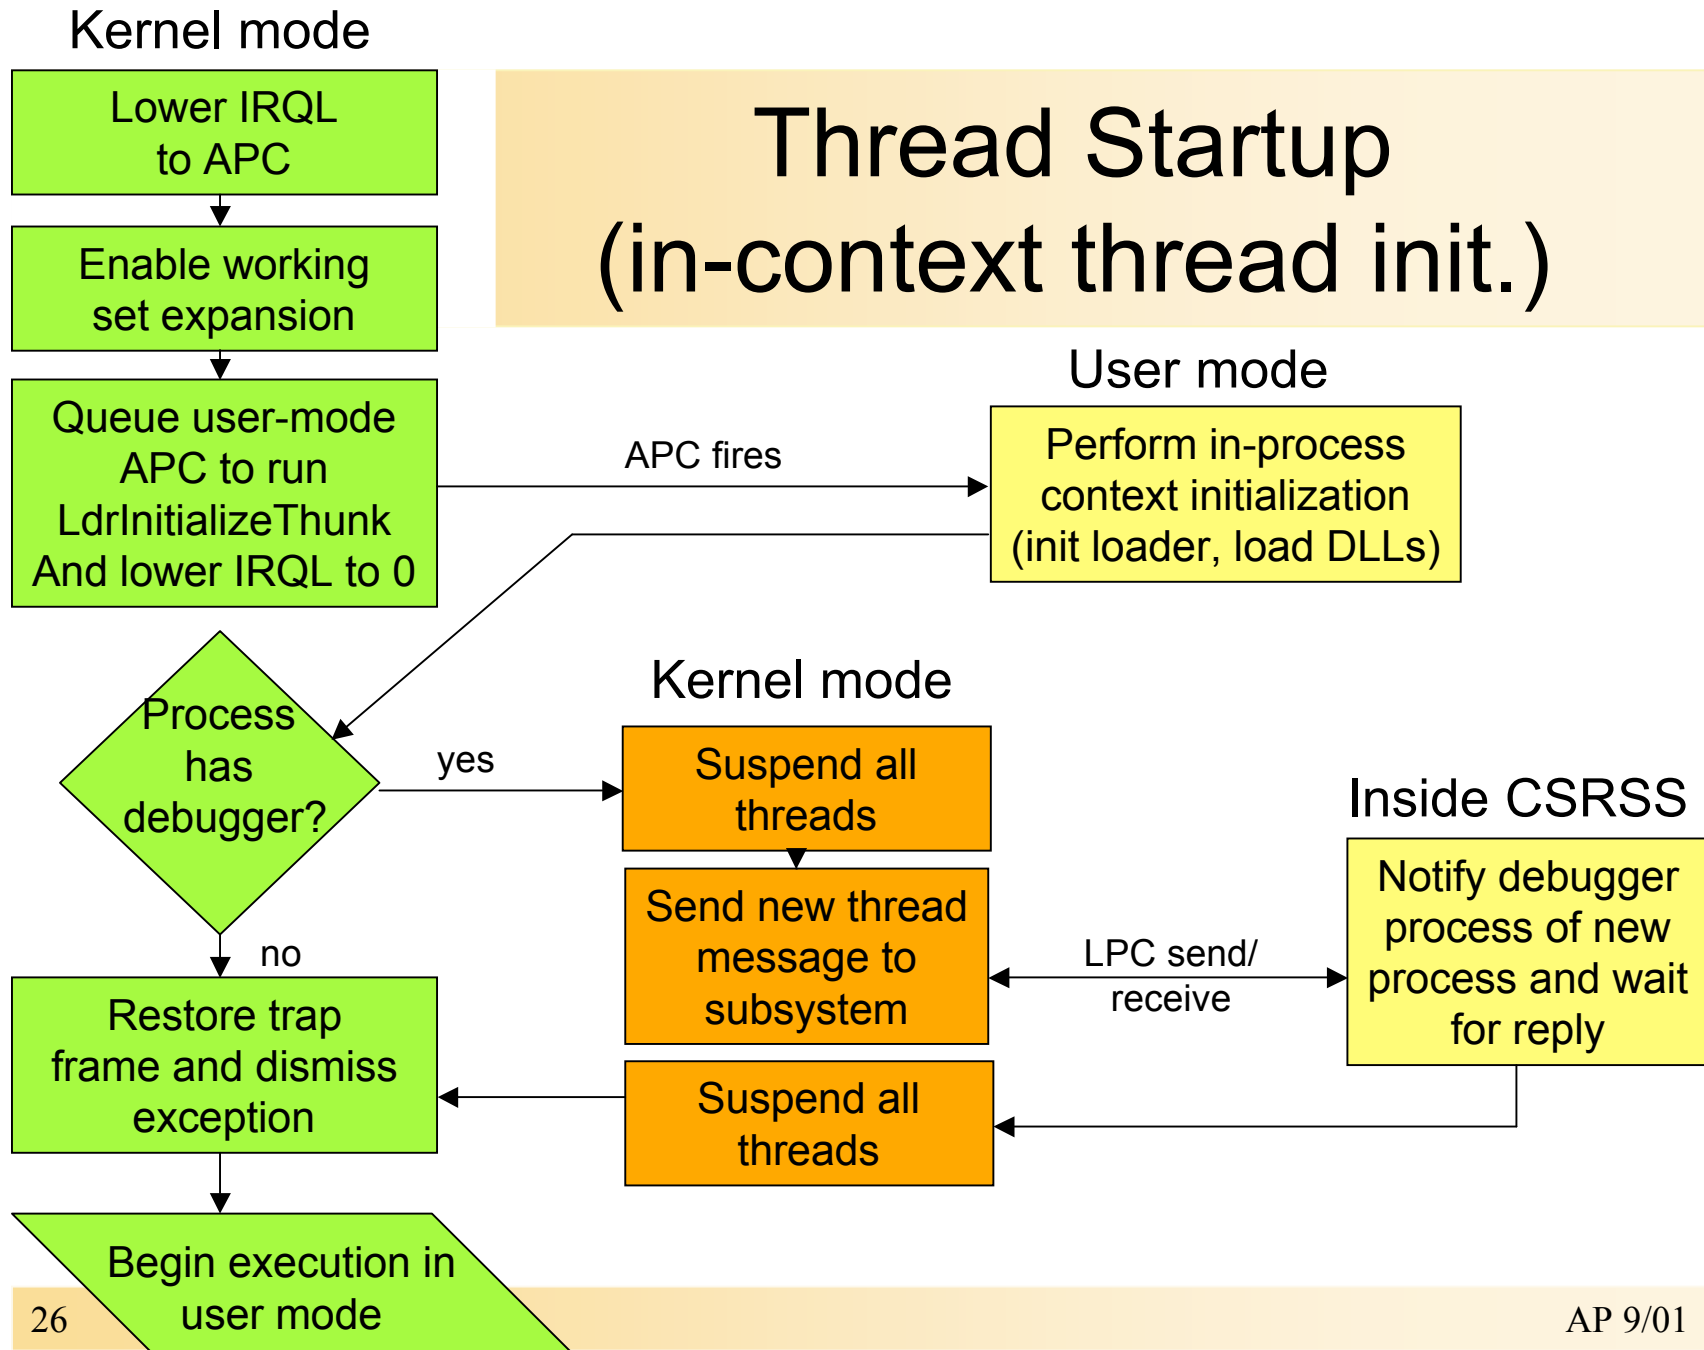 Kernel mode
Lower IRQL
to APC
Thread Startup
(in-context thread init.)
Enable working
set expansion
Queue user-mode
APC to run
LdrInitializeThunk
And lower IRQL to 0
APC fires
User mode
Perform in-process
context initialization
(init loader, load DLLs)
Process
has
debugger?
yes
no
Kernel mode
Suspend all
threads
Send new thread
message to
subsystem
LPC send/
receive
Inside CSRSS
Notify debugger
process of new
process and wait
for reply
Suspend all
threads
Restore trap
frame and dismiss
exception
Begin execution in
user mode
26
AP 9/01